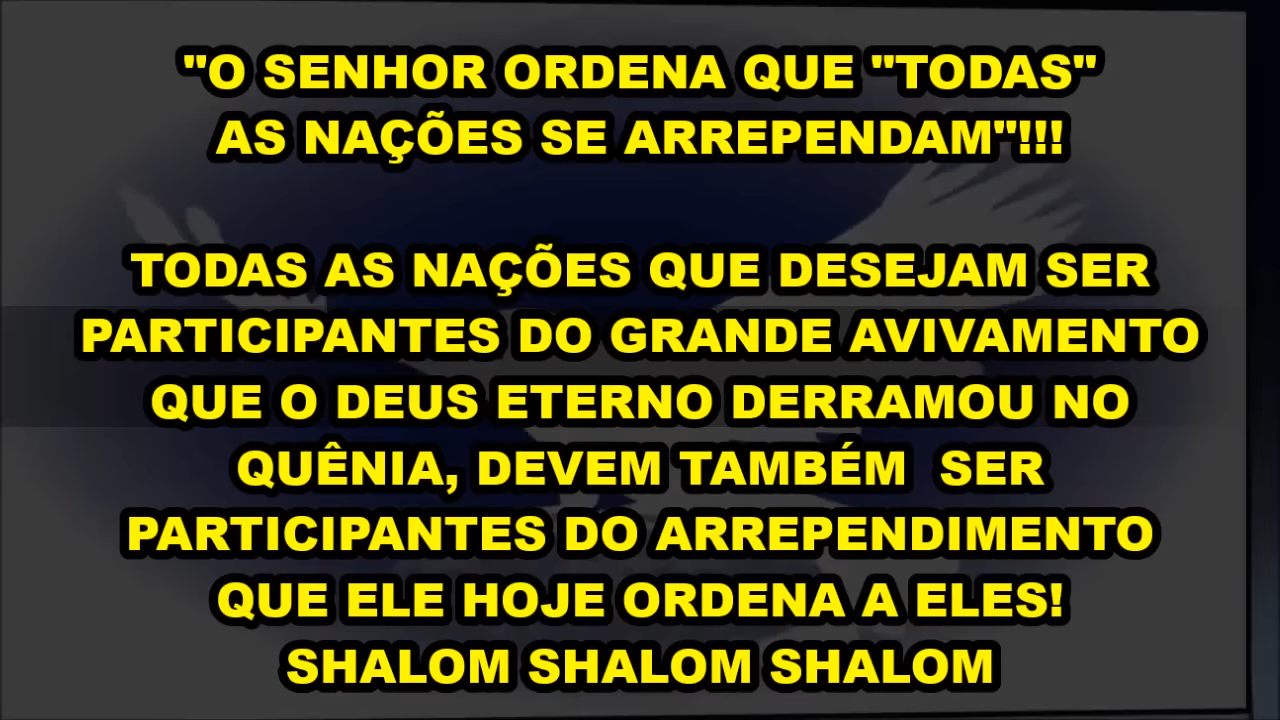 "O SENHOR ORDENA QUE "TODAS"
AS NAÇÕES SE ARREPENDAM"!!!
TODAS AS NAÇÕES QUE DESEJAM SER
PARTICIPANTES DO GRANDE AVIVAMENTO
QUE O DEUS ETERNO DERRAMOU NO
QUÊNIA, DEVEM TAMBÉM  SER
PARTICIPANTES DO ARREPENDIMENTO
QUE ELE HOJE ORDENA A ELES!
SHALOM SHALOM SHALOM